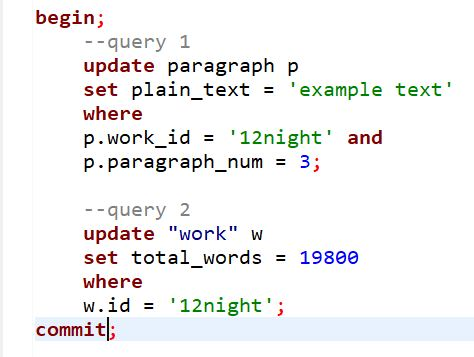 begin;
--query 1
update paragraph p
set plain_text = 'example text'
where
p.work_id = '12night' and
p.paragraph_num = 3;
--query 2
update "work" w
set total_words = 19800
where
w.id = '12night';
commit;